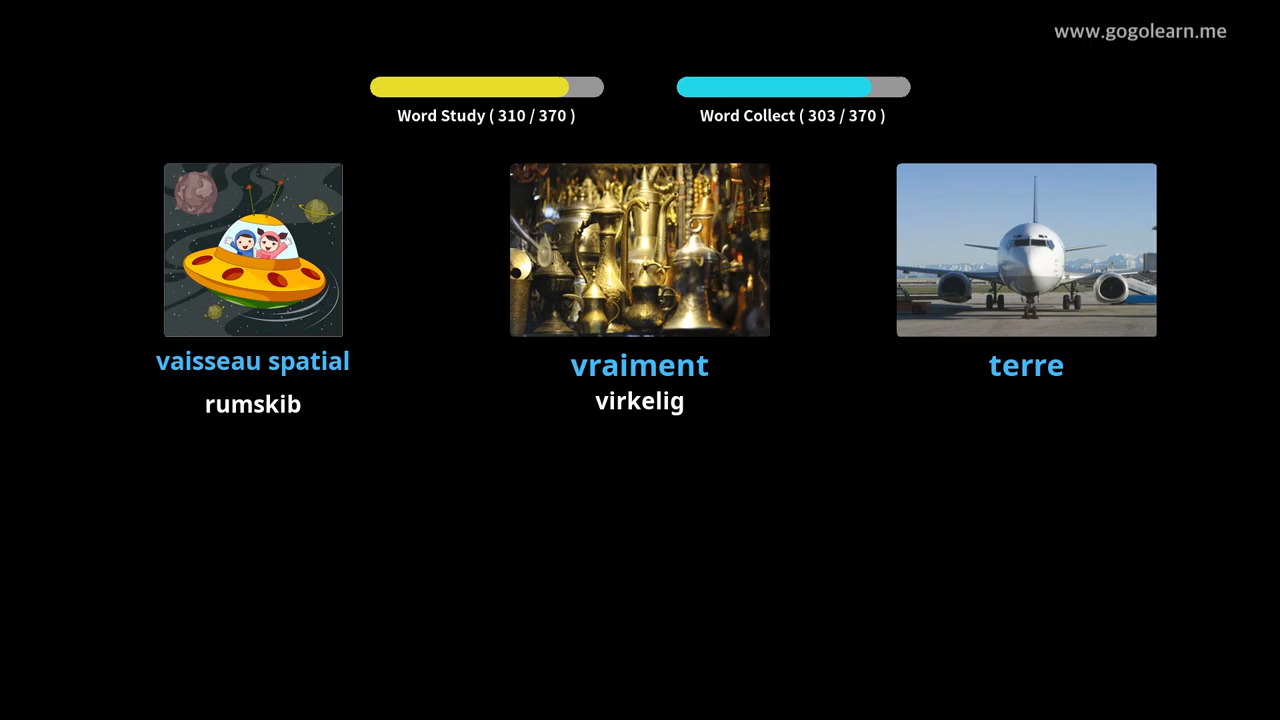 www.gogolearn.me
Word Study ( 310 / 370 )
Word Collect ( 303 / 370 )
vaisseau spatial
rumskib
vraiment
virkelig
terre